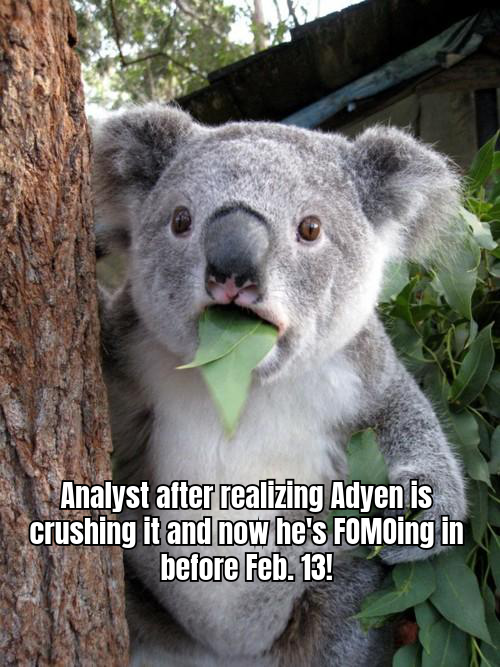 Analyst after realizing Adyen is
crushing it and now he's FOMOing in
before Feb. 13!